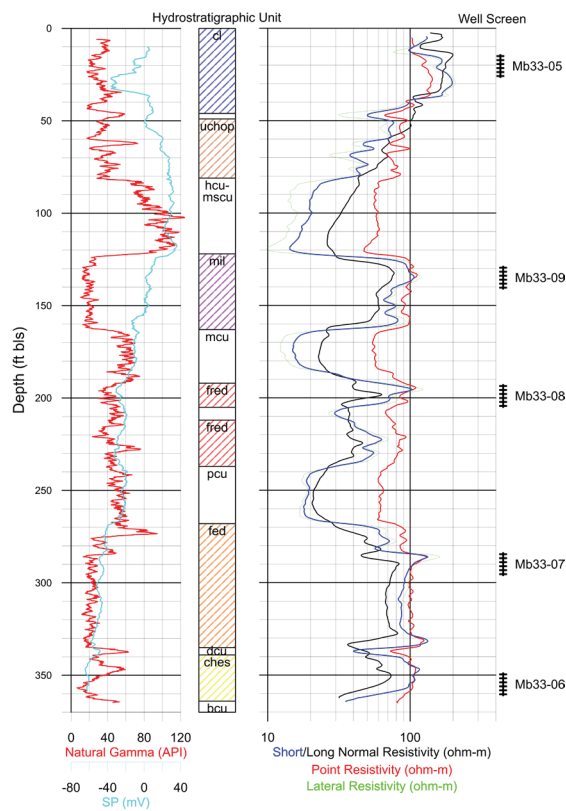 Hydrostratigraphic Unit
Well Screen
0
50
100
150
200
250
300
350
Depth (ft bls)
cl
uchop
hcu-
mscu
mil
mcu
fred
fred
pcu
fed
dcu
ches
bcu
Mb33-05
Mb33-09
Mb33-08
Mb33-07
Mb33-06
0 40 80 120
Natural Gamma (API)
-80 -40 0 40
SP (mV)
10 100
Short/Long Normal Resistivity (ohm-m)
Point Resistivity (ohm-m)
Lateral Resistivity (ohm-m)